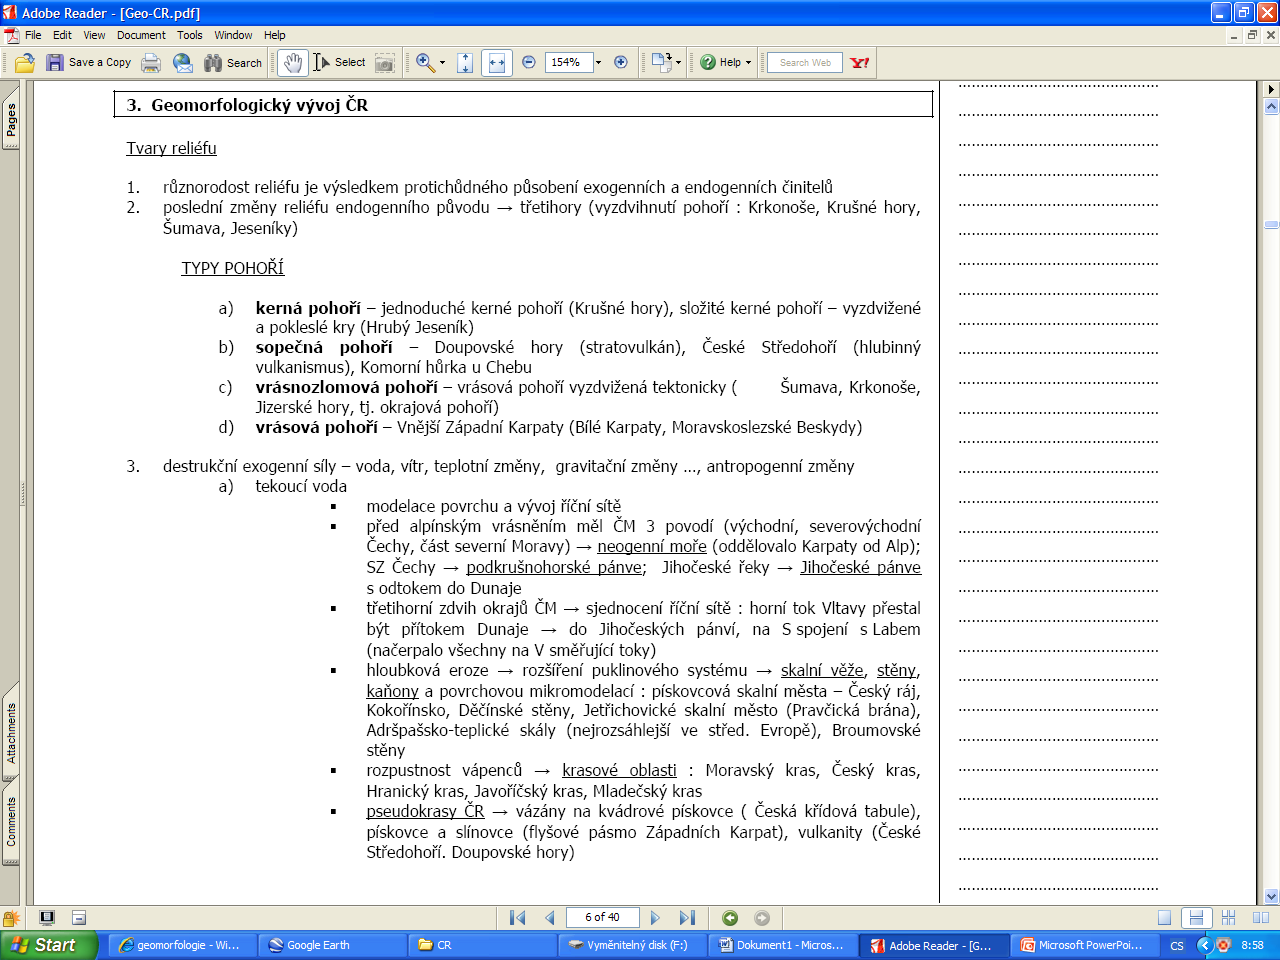 Adobe Reader - [Geo-CR.pdf]
File Edit View Document Tools Window Help
Save a Copy Search Select 154% Help Search Web Y!
Pages
Attachments
Comments
3. Geomorfologický vývoj ČR
Tvary reliéfu
1. různorodost reliéfu je výsledkem protichůdného působení exogenních a endogenních činitelů
2. poslední změny reliéfu endogenního původu → třetihory (vyzdvihnutí pohoří : Krkonoše, Krušné hory,
Šumava, Jeseníky)
TYPY POHOŘÍ
a) kerná pohoří – jednoduché kerné pohoří (Krušné hory), složité kerné pohoří – vyzdvižené
a pokleslé kry (Hrubý Jeseník)
b) sopečná pohoří – Doupovské hory (stratovulkán), České Středohoří (hlubinný
vulkanismus), Komorní hůrka u Chebu
c) vrásnozlomová pohoří – vrásová pohoří vyzdvižená tektonicky ( Šumava, Krkonoše,
Jizerské hory, tj. okrajová pohoří)
d) vrásová pohoří – Vnější Západní Karpaty (Bílé Karpaty, Moravskoslezské Beskydy)
3. destrukční exogenní síly – voda, vítr, teplotní změny, gravitační změny ..., antropogenní změny
a) tekoucí voda
▪ modelace povrchu a vývoj říční sítě
▪ před alpínským vrásněním měl ČM 3 povodí (východní, severovýchodní
Čechy, část severní Moravy) → neogenní moře (oddělovalo Karpaty od Alp);
SZ Čechy → podkrušnohorské pánve; Jihočeské řeky → Jihočeské pánve
s odtokem do Dunaje
▪ třetihorní zdvih okrajů ČM → sjednocení říční sítě : horní tok Vltavy přestal
být přítokem Dunaje → do Jihočeských pánví, na S spojení s Labem
(načerpalo všechny na V směřující toky)
▪ hloubková eroze → rozšíření puklinového systému → skalní věže, stěny,
kaňony a povrchovou mikromodelací : pískovcová skalní města – Český ráj,
Kokořínsko, Děčínské stěny, Jetřichovické skalní město (Pravčická brána),
Adršpašsko-teplické skály (nejrozsáhlejší ve střed. Evropě), Broumovské
stěny
▪ rozpustnost vápenců → krasové oblasti : Moravský kras, Český kras,
Hranický kras, Javoříčský kras, Mladečský kras
▪ pseudokrasy ČR → vázány na kvádrové pískovce ( Česká křídová tabule),
pískovce a slínovce (flyšové pásmo Západních Karpat), vulkanity (České
Středohoří. Doupovské hory)
6 of 40
Start geomorfologie - Wi... Google Earth CR Vyměnitelný disk (F:) Dokument1 - Micros... Adobe Reader - [G... Microsoft PowerPoi... CS 8:58